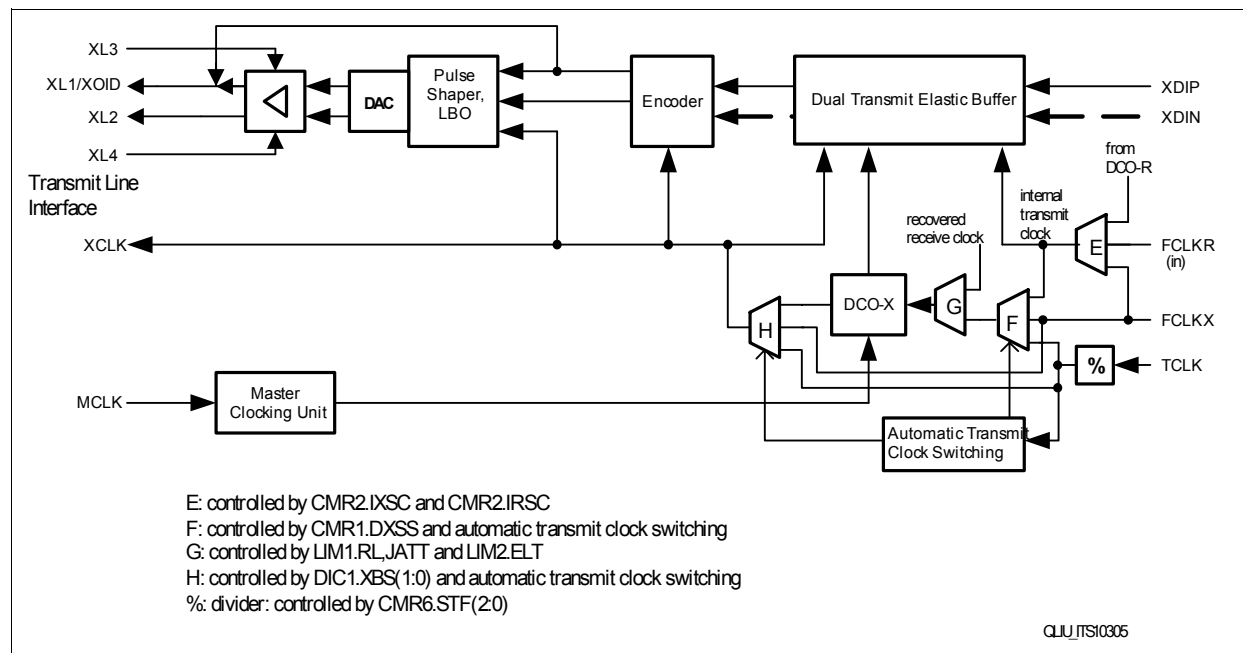 XL3
XL1/XOID
XL2
XL4
Transmit Line
Interface
DAC
Pulse
Shaper,
LBO
Encoder
Dual Transmit Elastic Buffer
XDIP
XDIN
from
DCO-R
internal
transmit
clock
recovered
receive clock
E
FCLKR
(in)
XCLK
DCO-X
G
F
H
FCLKX
%
TCLK
MCLK
Master
Clocking Unit
Automatic Transmit
Clock Switching
E: controlled by CMR2.IXSC and CMR2.IRSC
F: controlled by CMR1.DXSS and automatic transmit clock switching
G: controlled by LIM1.RL,JATT and LIM2.ELT
H: controlled by DIC1.XBS(1:0) and automatic transmit clock switching
%: divider: controlled by CMR6.STF(2:0)
QLIU_ITS10305